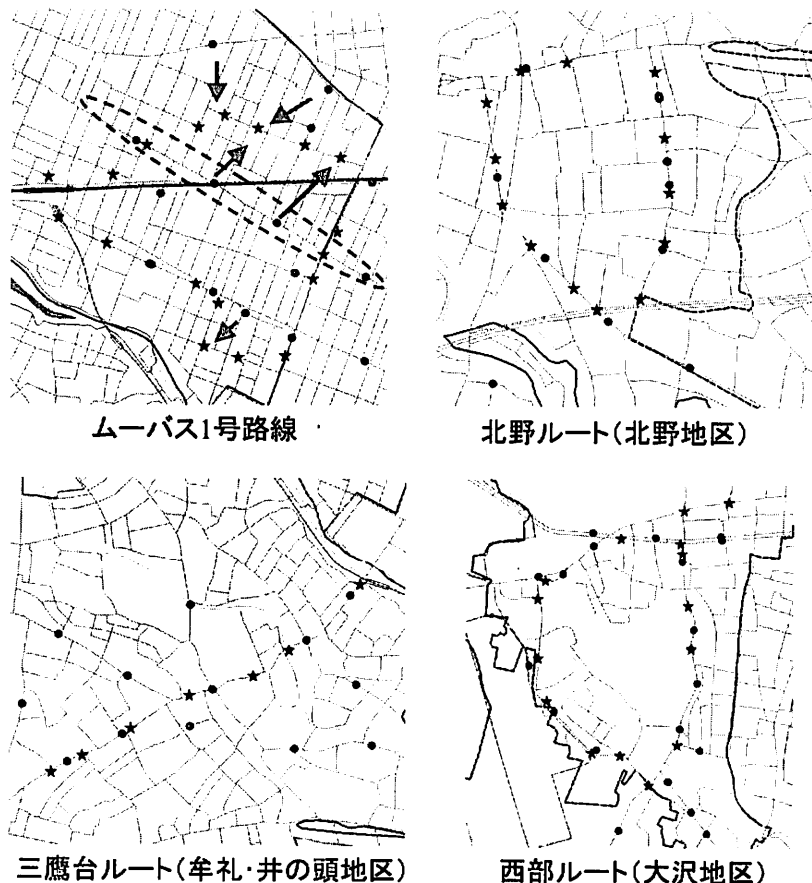 ムーバス1号路線
北野ルート(北野地区)
三鷹台ルート(牟礼・井の頭地区)
西部ルート(大沢地区)